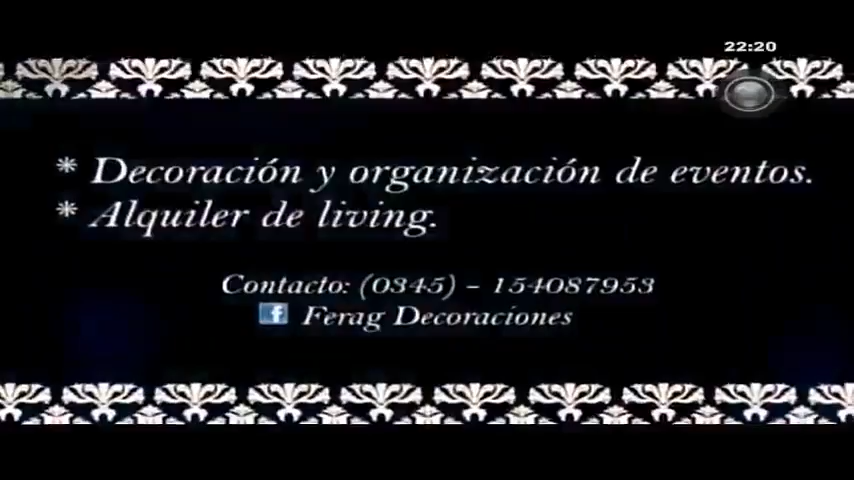 22:20
* Decoración y organización de eventos.
* Alquiler de living.
Contacto: (0345) - 154087953
f Ferag Decoraciones